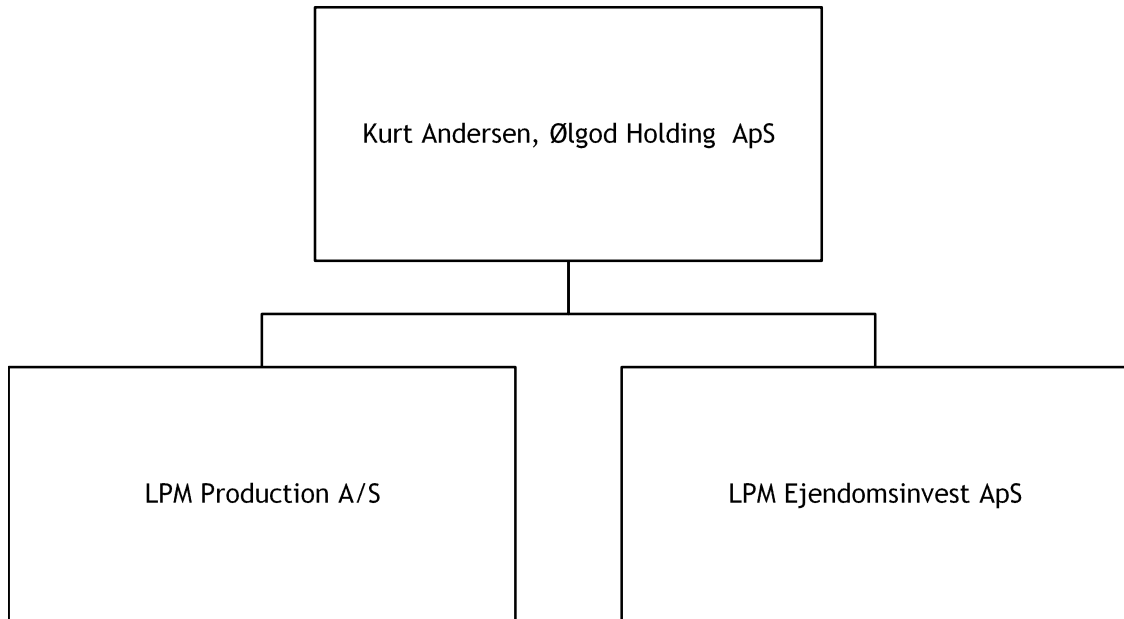 Kurt Andersen, Ølgod Holding  ApS
LPM Production A/S
LPM Ejendomsinvest ApS